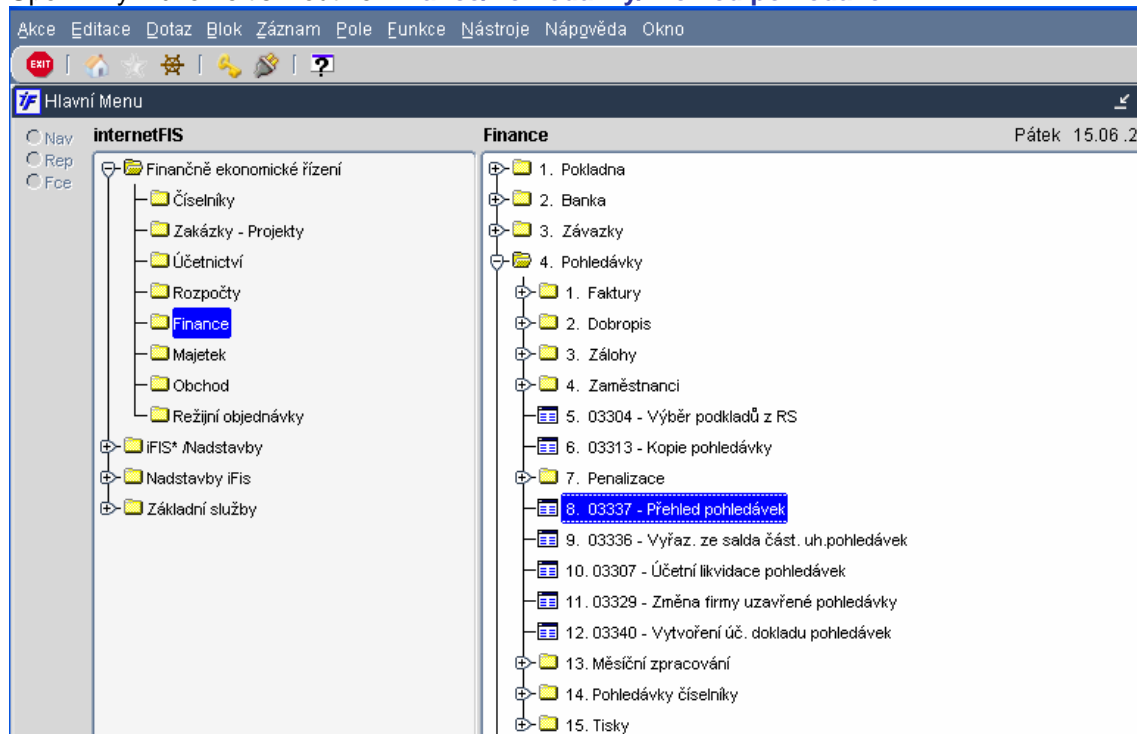 Akce Editace Dotaz Blok Záznam Pole Funkce Nástroje Nápověda Okno
EXIT
Hlavní Menu
Nav
Rep
Fce
internetFIS
Finančně ekonomické řízení
Číselníky
Zakázky - Projekty
Účetnictví
Rozpočty
Finance
Majetek
Obchod
Režijní objednávky
iFIS* /Nadstavby
Nadstavby iFis
Základní služby
Finance
Pátek 15.06 .2
1. Pokladna
2. Banka
3. Závazky
4. Pohledávky
1. Faktury
2. Dobropis
3. Zálohy
4. Zaměstnanci
5. 03304 - Výběr podkladů z RS
6. 03313 - Kopie pohledávky
7. Penalizace
8. 03337 - Přehled pohledávek
9. 03336 - Vyřaz. ze salda část. uh.pohledávek
10. 03307 - Účetní likvidace pohledávek
11. 03329 - Změna firmy uzavřené pohledávky
12. 03340 - Vytvoření úč. dokladu pohledávek
13. Měsíční zpracování
14. Pohledávky číselníky
15. Tisky